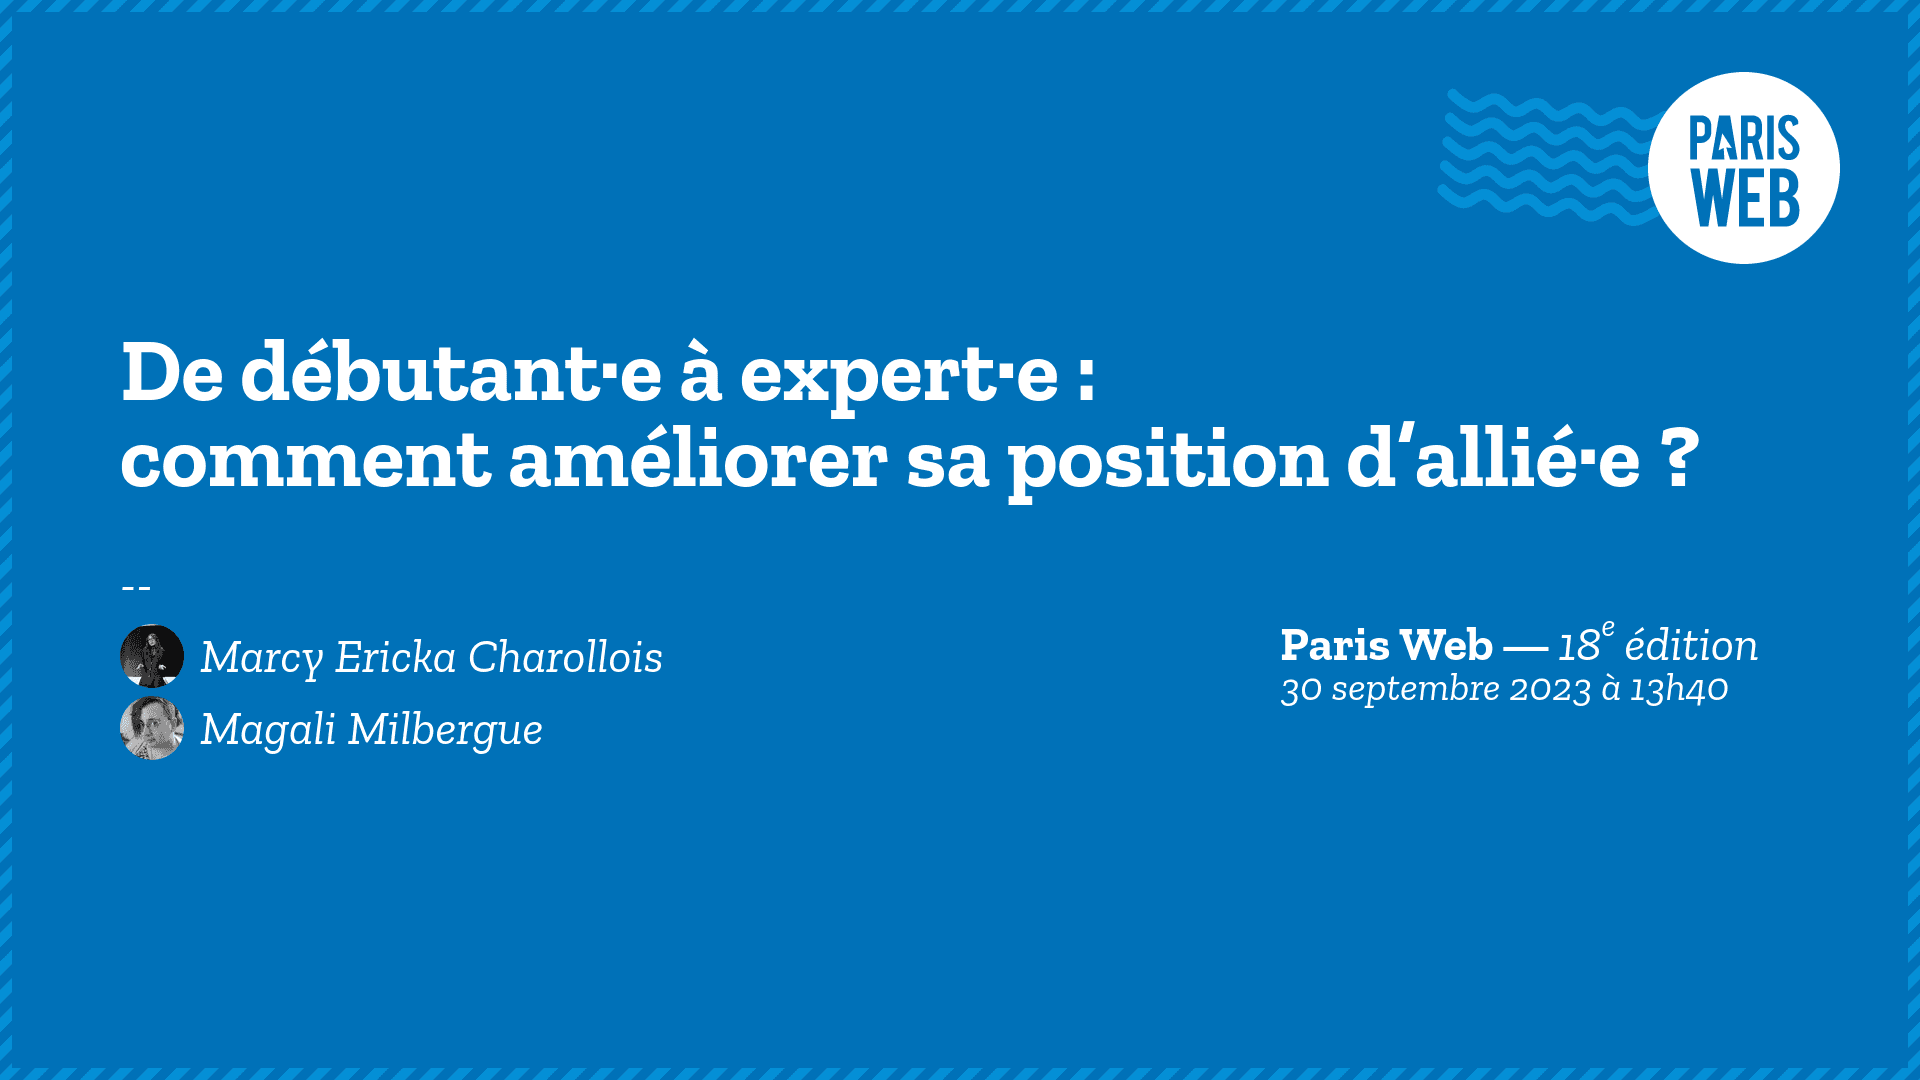 PARIS
WEB
De débutant·e à expert·e :
comment améliorer sa position d’allié·e ?
--
Marcy Ericka Charollois
Magali Milbergue
Paris Web — 18e édition
30 septembre 2023 à 13h40